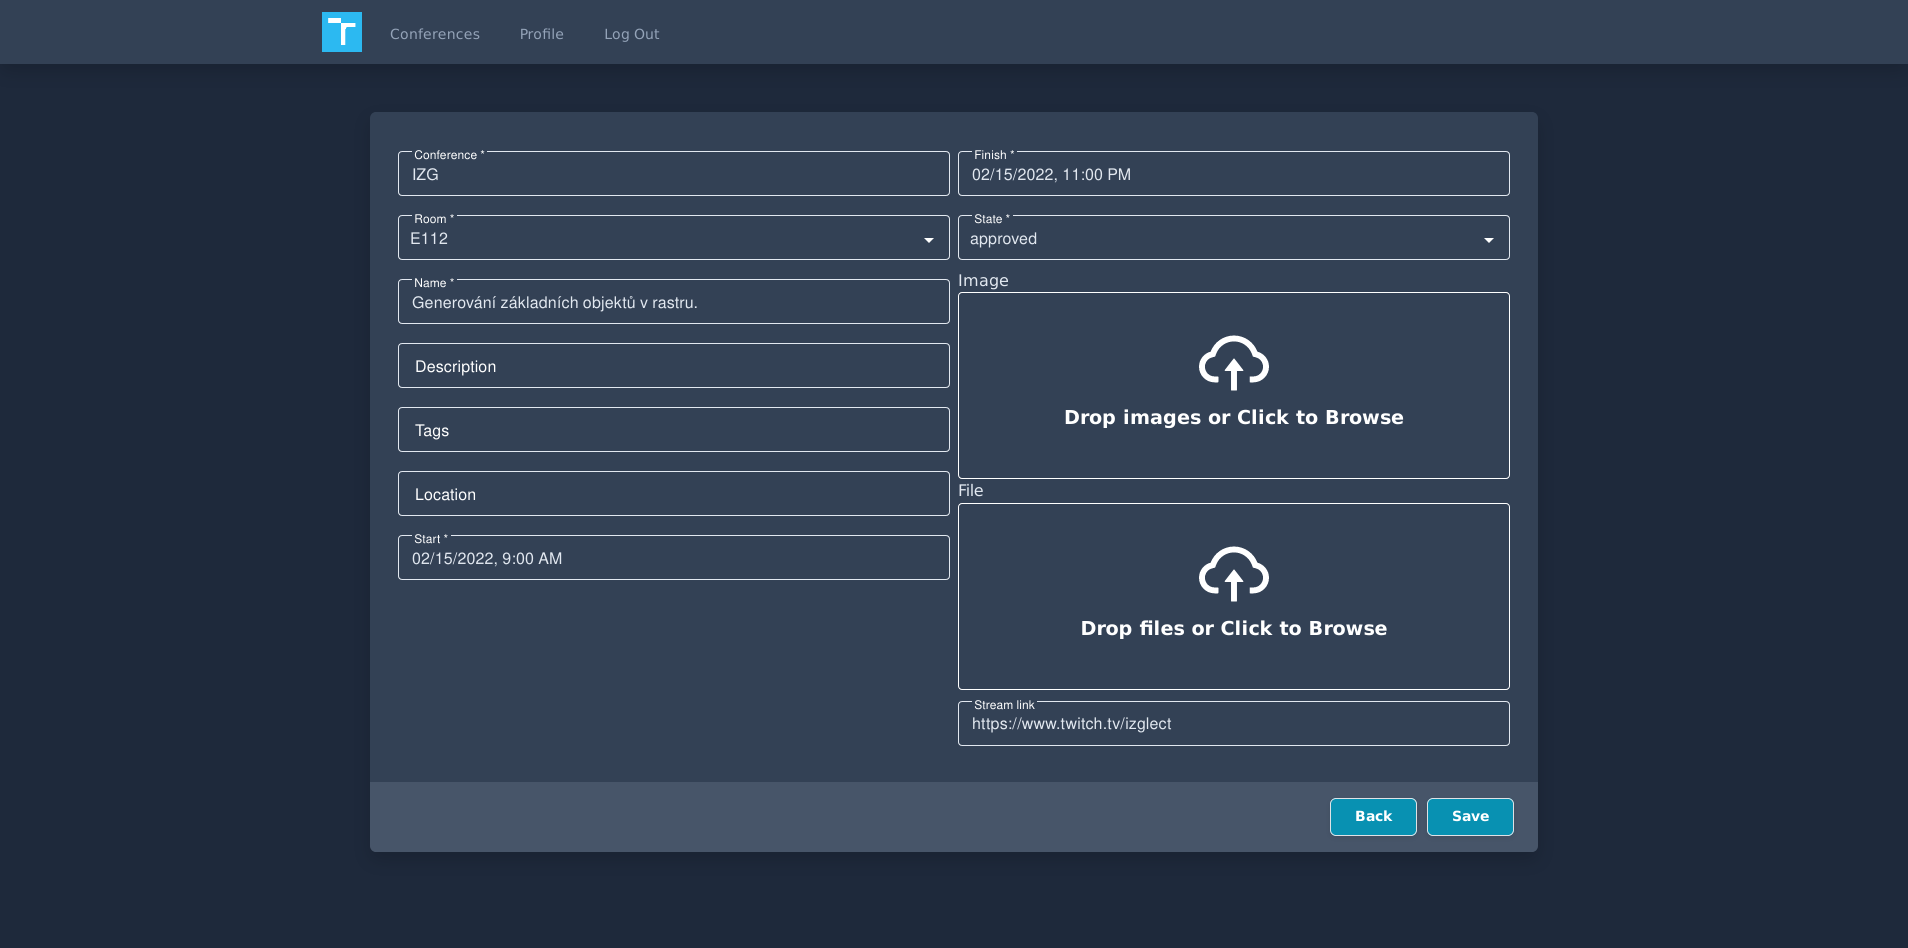 Conferences
Profile
Log Out
Conference *
IZG
Room *
E112
Name *
Generování základních objektů v rastru.
Description
Tags
Location
Start *
02/15/2022, 9:00 AM
Finish *
02/15/2022, 11:00 PM
State *
approved
Image
Drop images or Click to Browse
File
Drop files or Click to Browse
Stream link
https://www.twitch.tv/izglect
Back
Save